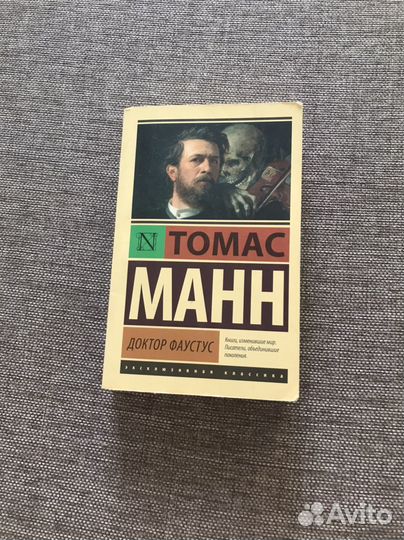 N
ТОМАС
МАНН
ДОКТОР ФАУСТУС
Книги, изменившие мир.
Писатели, объединившие
поколения.
ЭКСКЛЮЗИВНАЯ КЛАССИКА
Avito